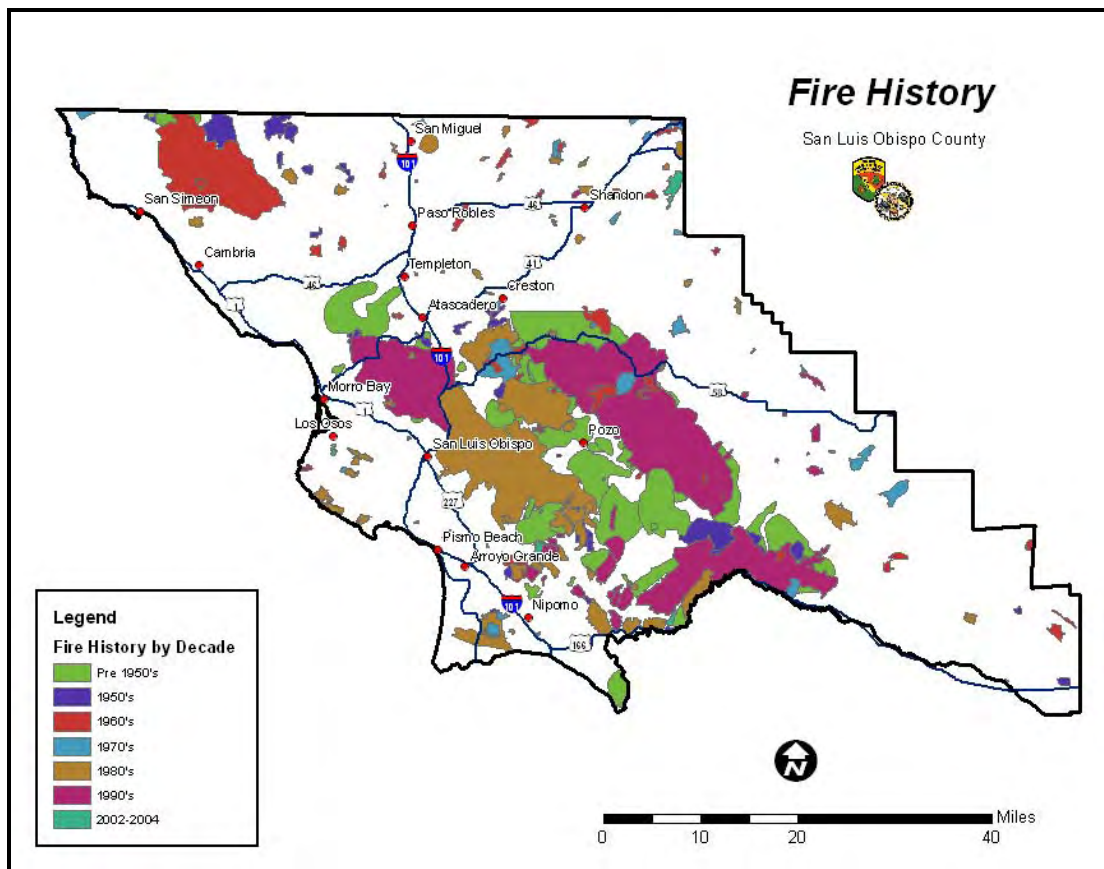 Fire History
San Luis Obispo County
San Miguel
101
San Simeon
Shandon
46
Paso Robles
Cambria
41
Templeton
46
Creston
1
Atascadero
101
58
Morro Bay
1
Los Osos
Pozo
San Luis Obispo
227
Pismo Beach
Arroyo Grande
101
Nipomo
166
Legend
Fire History by Decade
Pre 1950's
1950's
1960's
1970's
1980's
1990's
2002-2004
N
Miles
0 10 20 40